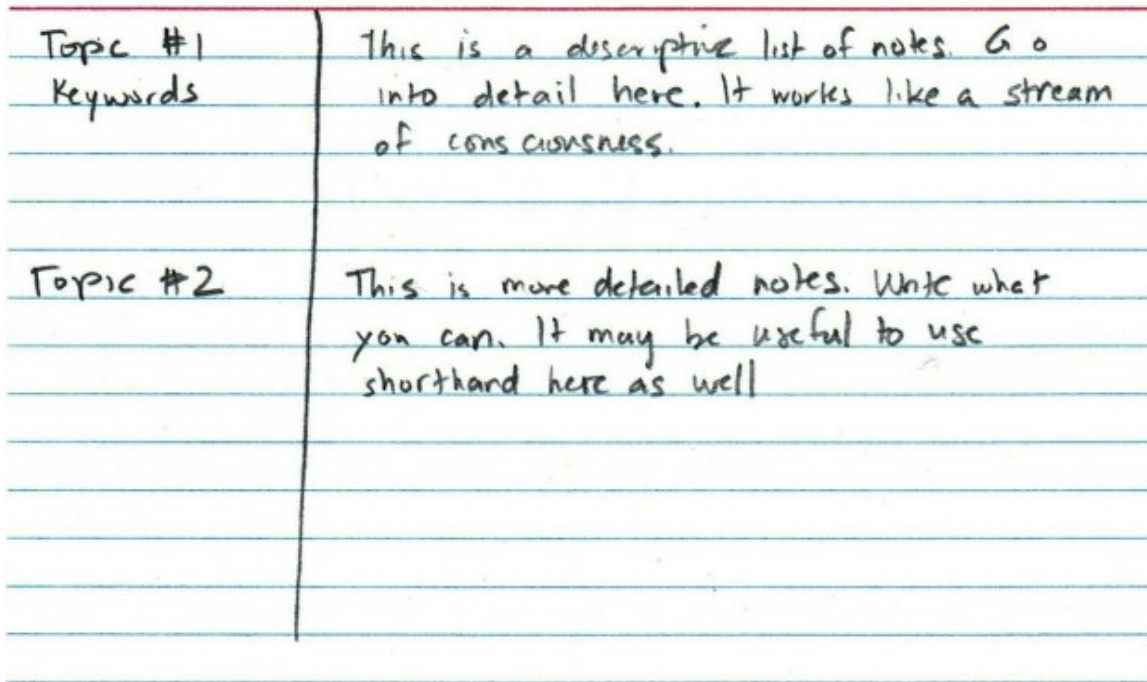 Topic #1
Keywords
This is a descriptive list of notes. Go
into detail here. It works like a stream
of consciousness.
Topic #2
This is more detailed notes. Write what
you can. It may be useful to use
shorthand here as well